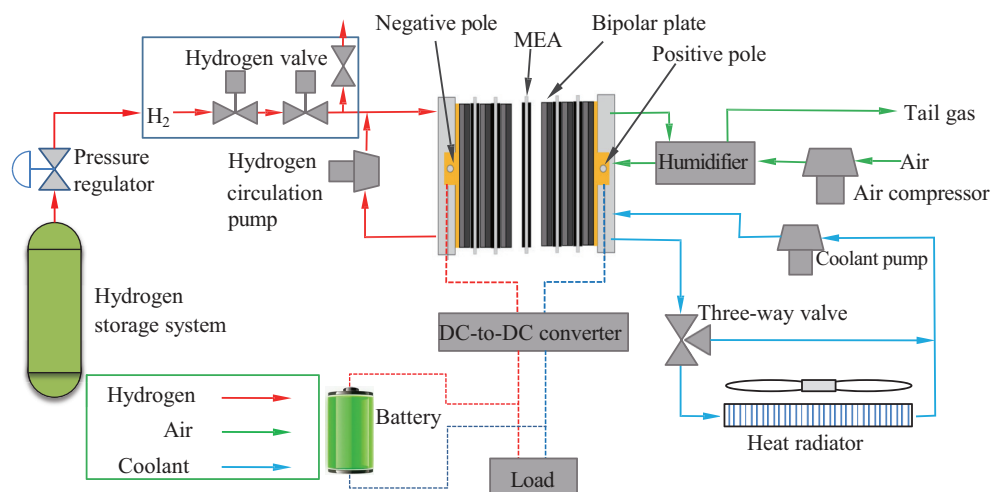 Negative pole
MEA
Bipolar plate
Positive pole
Hydrogen valve
H₂
Pressure
regulator
Hydrogen
circulation
pump
Humidifier
Tail gas
Air
Air compressor
Coolant pump
Hydrogen
storage system
DC-to-DC converter
Three-way valve
Heat radiator
Hydrogen
Air
Coolant
Battery
Load